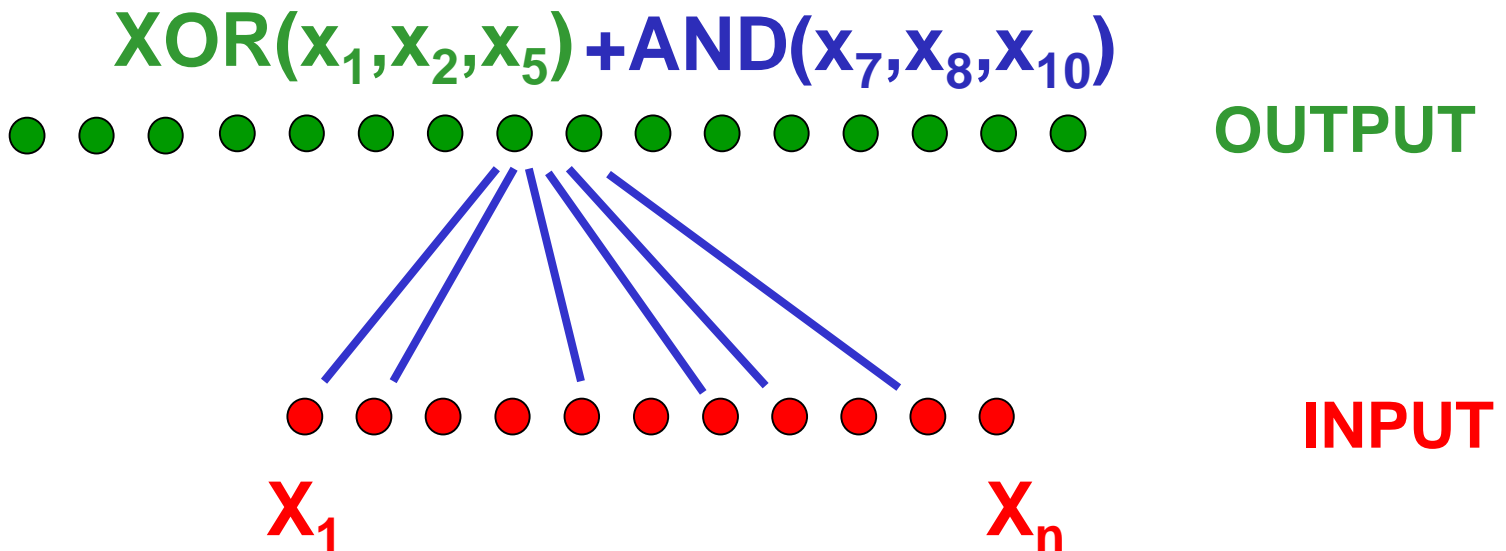 XOR(x₁,x₂,x₅) +AND(x₇,x₈,x₁₀)
OUTPUT
INPUT
X₁ Xₙ